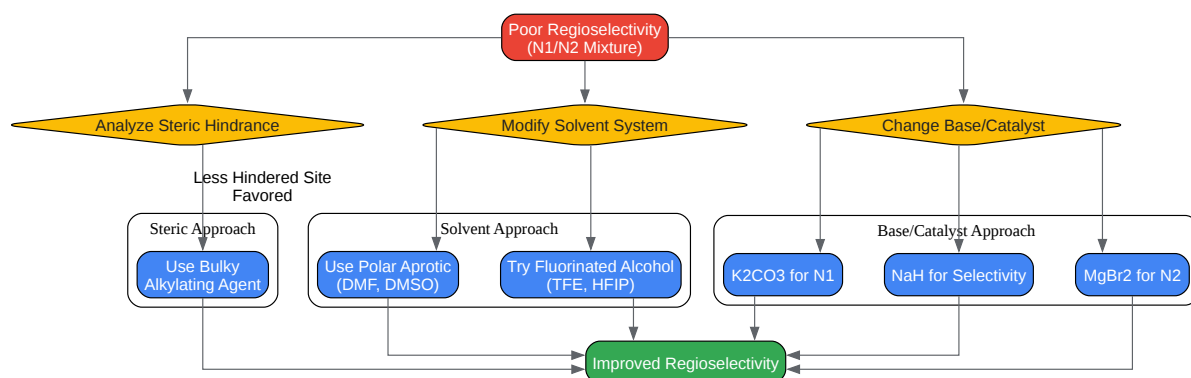 Poor Regioselectivity
(N1/N2 Mixture)
Analyze Steric Hindrance
Modify Solvent System
Change Base/Catalyst
Less Hindered Site
Favored
Steric Approach
Solvent Approach
Base/Catalyst Approach
Use Bulky
Alkylating Agent
Use Polar Aprotic
(DMF, DMSO)
Try Fluorinated Alcohol
(TFE, HFIP)
K2CO3 for N1
NaH for Selectivity
MgBr2 for N2
Improved Regioselectivity